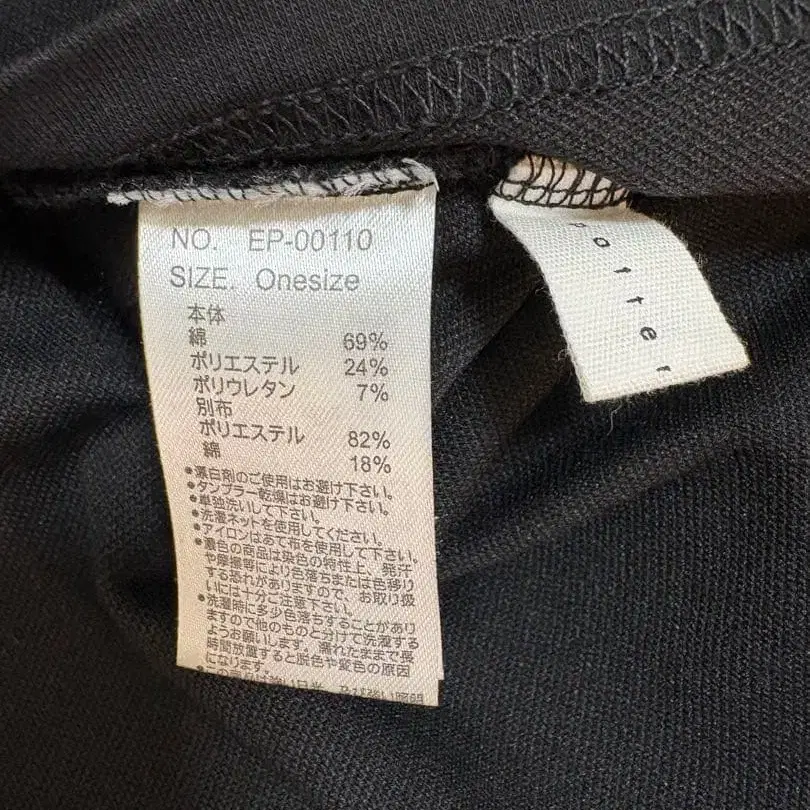 NO. EP-00110
SIZE. Onesize
本体
綿 69%
ポリエステル 24%
ポリウレタン 7%
別布
ポリエステル 82%
綿 18%
●漂白剤のご使用はお避け下さい。
●タンブラー乾燥はお避け下さい。
●単独洗いして下さい。
●洗濯ネットを使用してください。
●アイロンはあて布を使用して下さい。
●濃色の商品は染色の特性上、発汗
や摩擦等により色落ちまたは色移り
する恐れがありますので、お取り扱
いには十分ご注意下さい。
●洗濯時に多少色落ちすることがあり
ますので他のものと分けて洗濯する
ようお願いします。濡れたままで長
時間放置すると脱色や変色の原因
になります。
potter